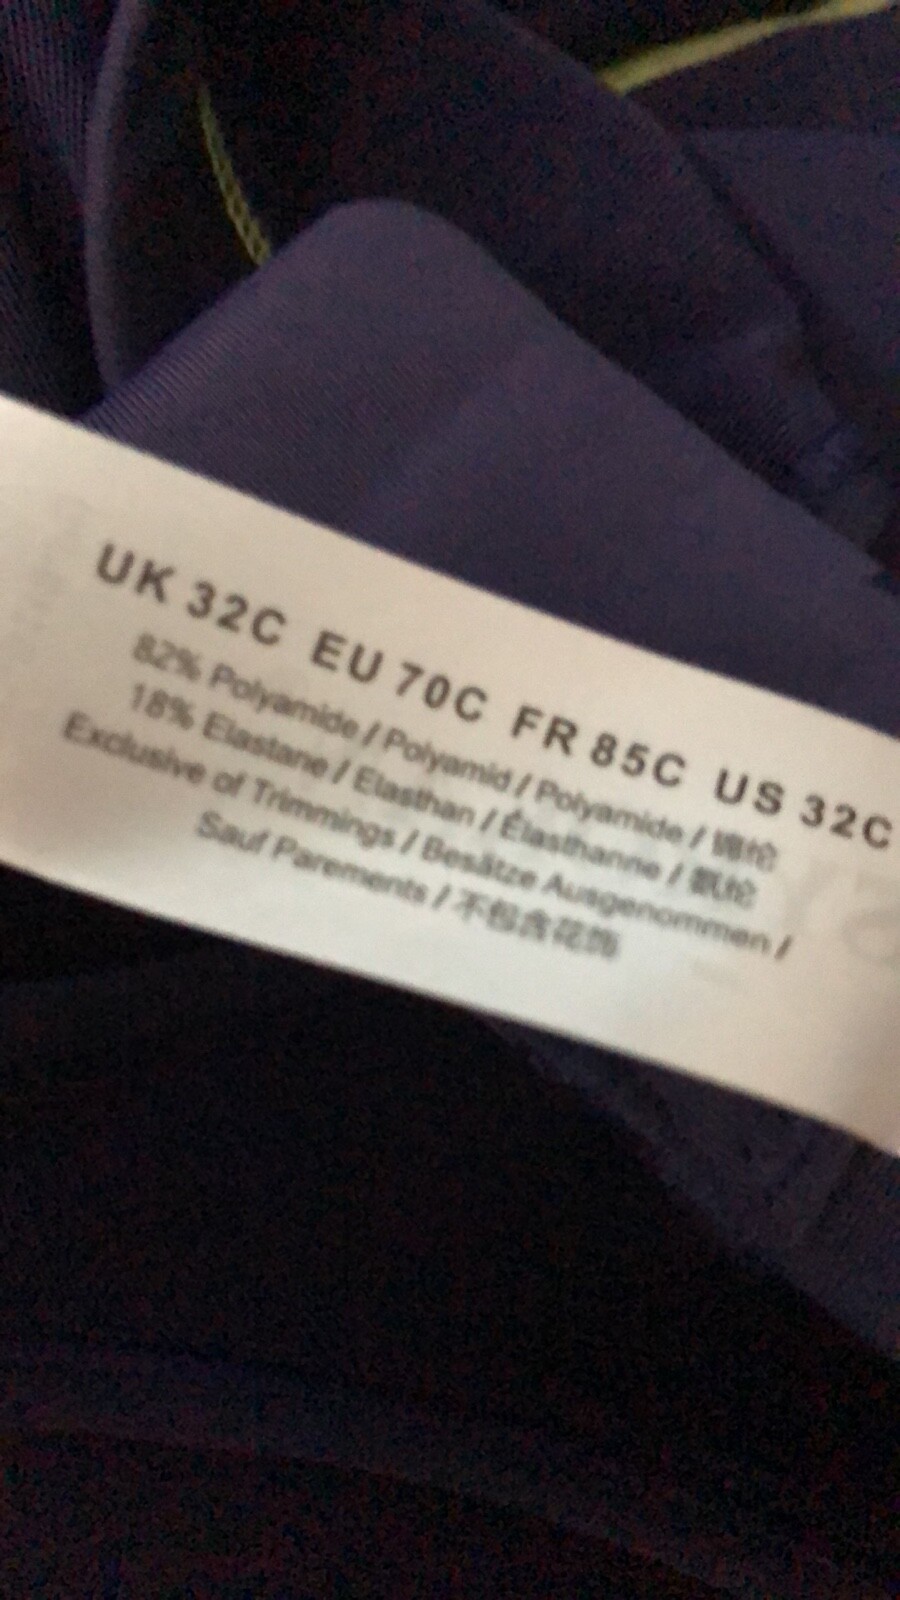 UK 32C EU 70C FR 85C US 32C
82% Polyamide / Polyamid / Polyamide / 锦纶
18% Elastane / Elasthan / Élasthanne / 氨纶
Exclusive of Trimmings / Besätze Ausgenommen /
Sauf Parements / 不包含花饰